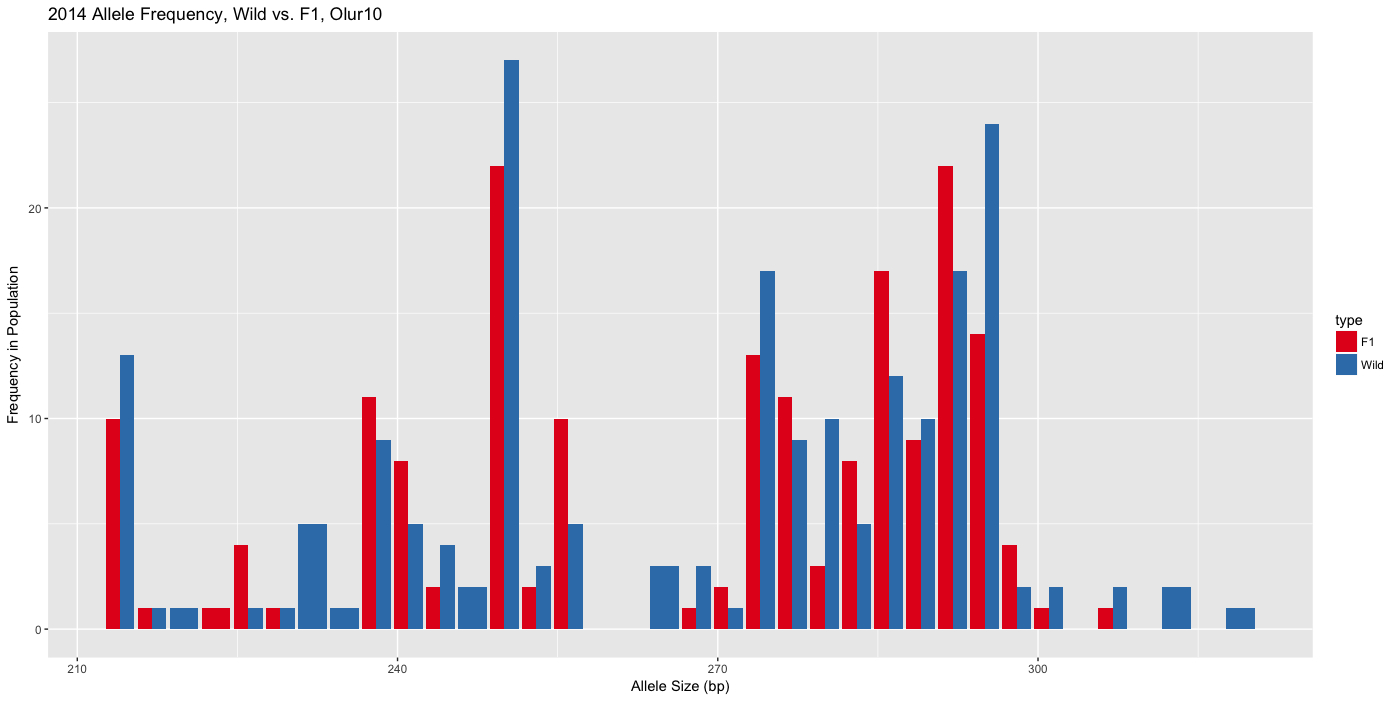 2014 Allele Frequency, Wild vs. F1, Olur10
Frequency in Population
20
10
0
210 240 270 300
Allele Size (bp)
type
F1
Wild